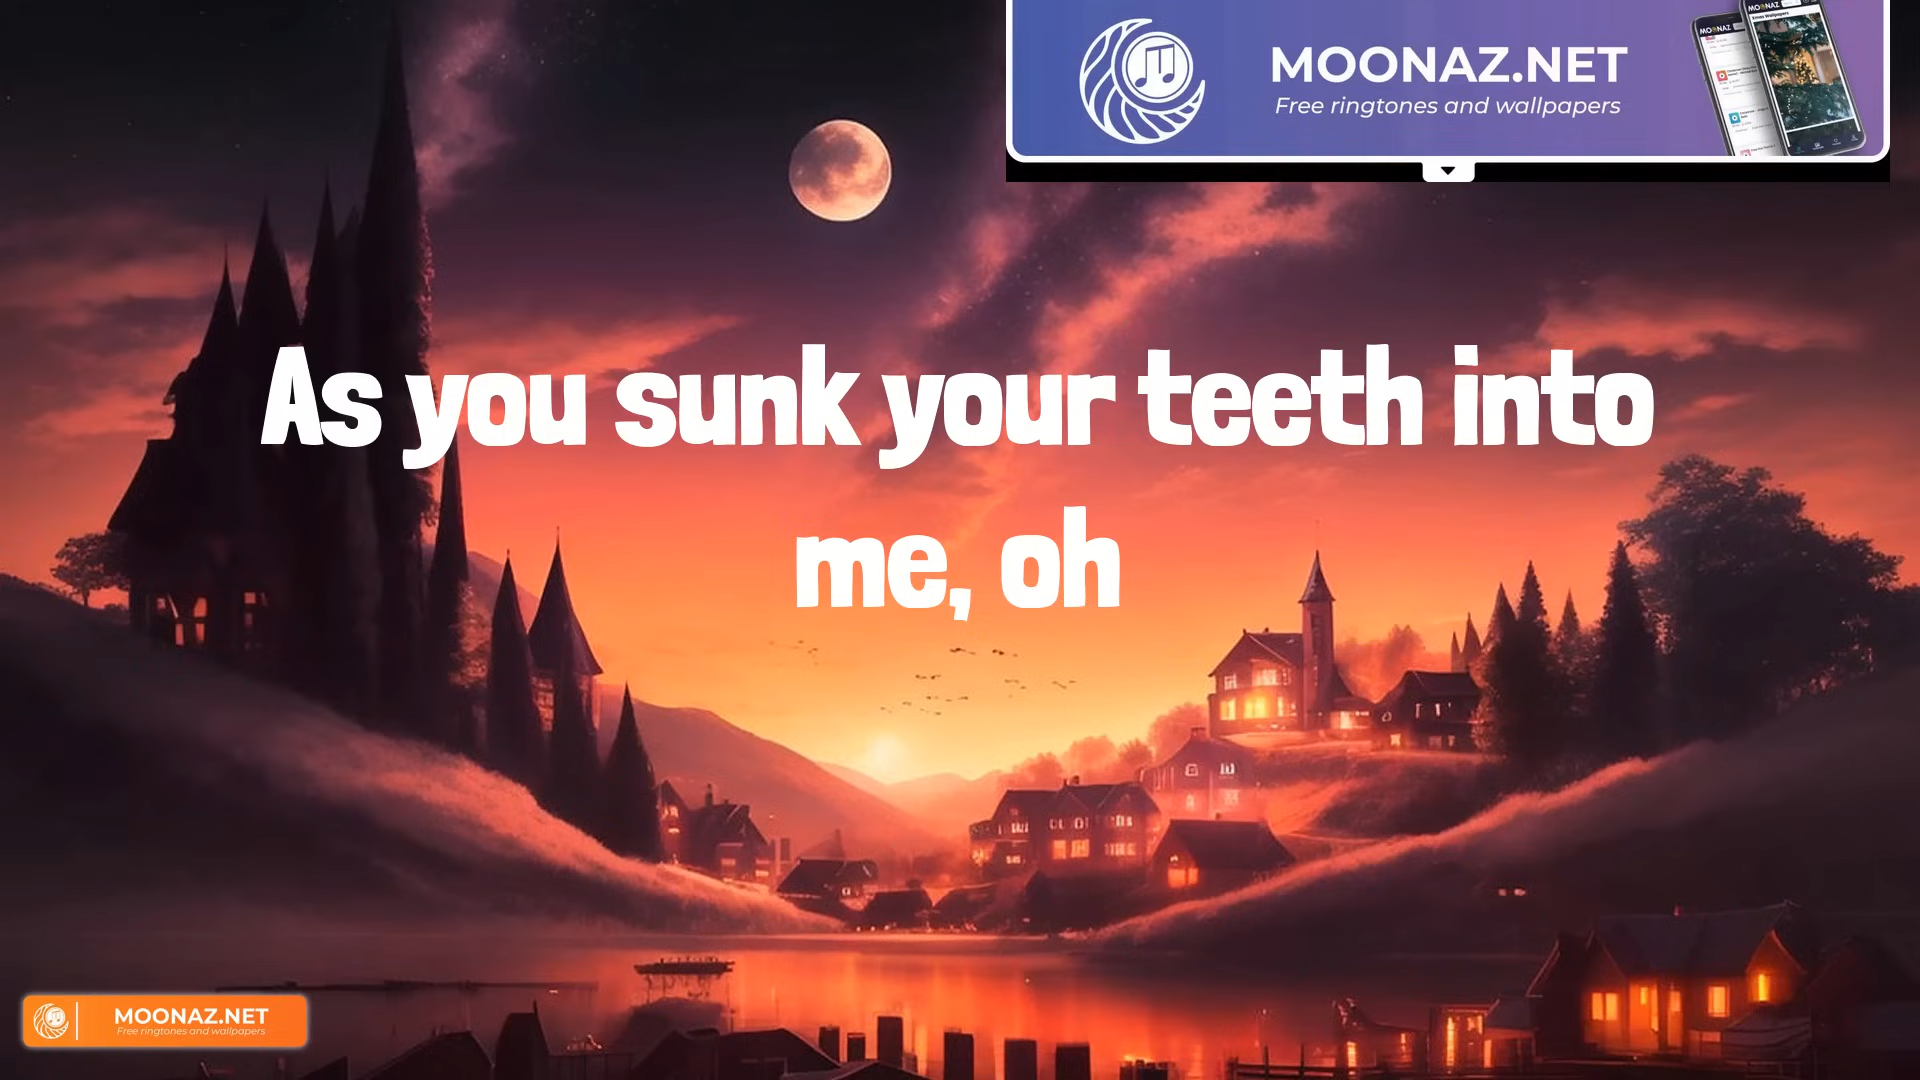 MOONAZ.NET
Free ringtones and wallpapers
As you sunk your teeth into
me, oh
MOONAZ.NET
Free ringtones and wallpapers